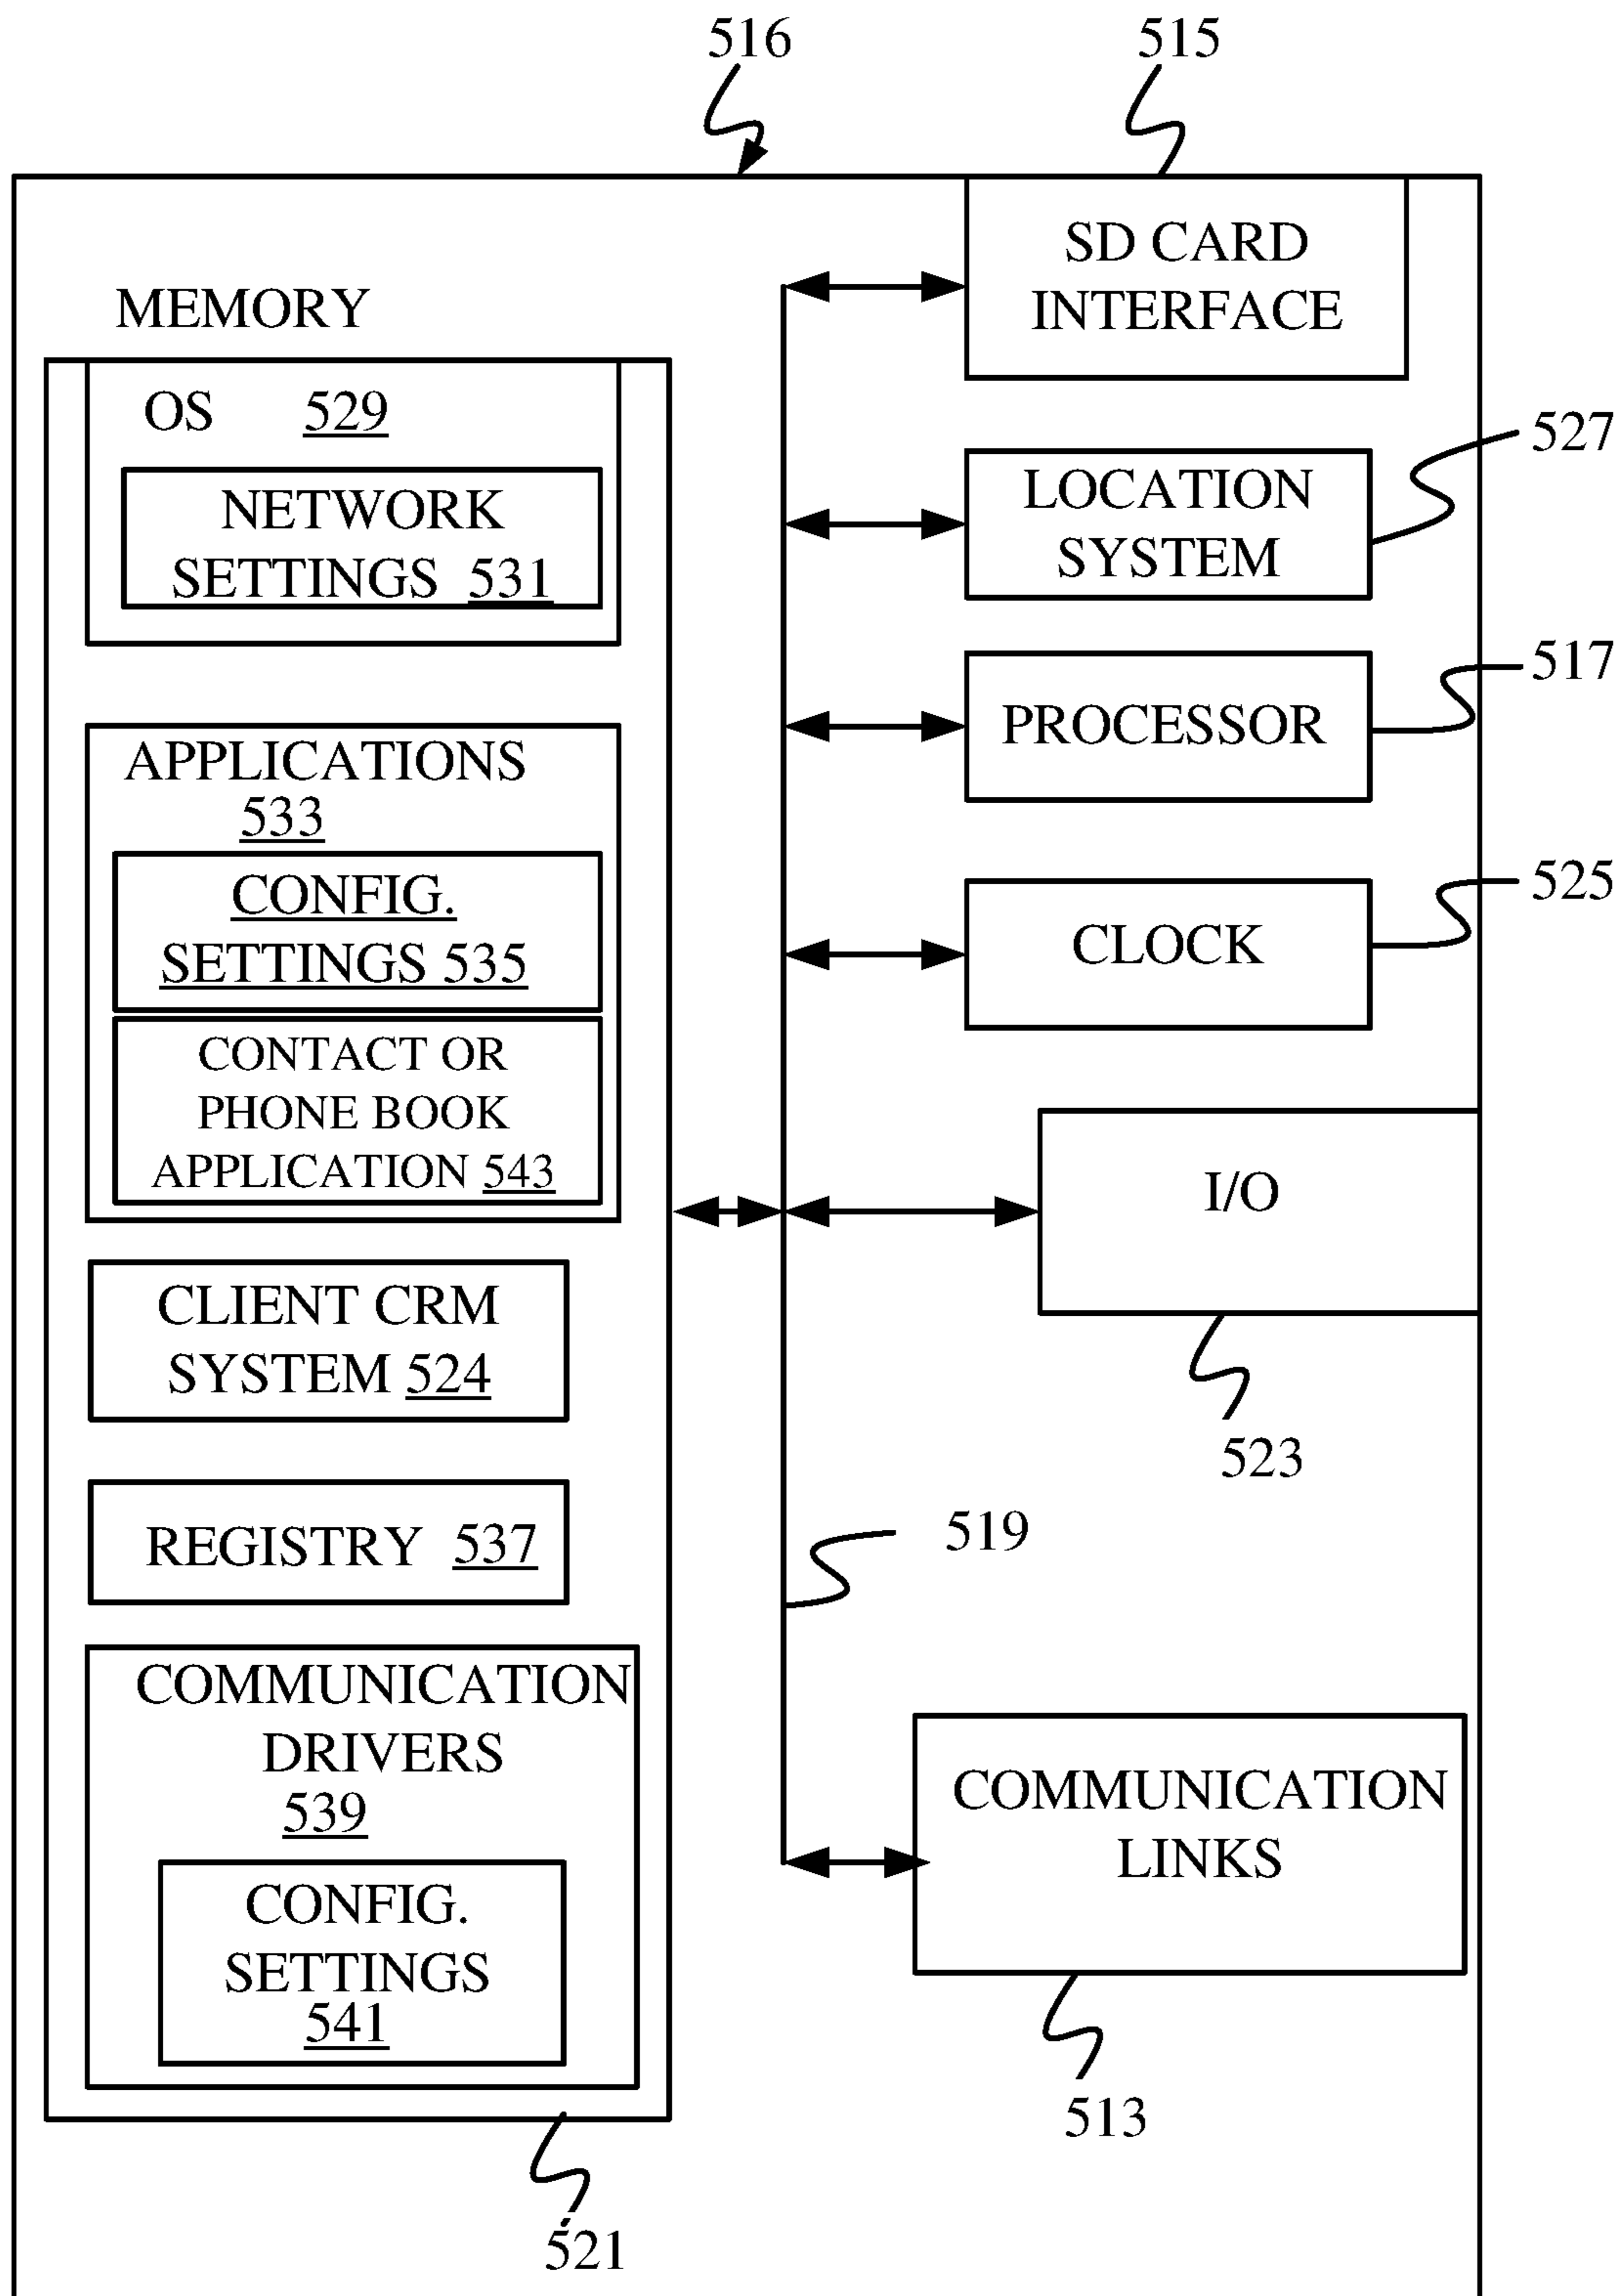 516
515
SD CARD
INTERFACE
MEMORY
OS 529
NETWORK
SETTINGS 531
527
LOCATION
SYSTEM
517
PROCESSOR
APPLICATIONS
533
CONFIG.
SETTINGS 535
525
CLOCK
CONTACT OR
PHONE BOOK
APPLICATION 543
I/O
523
CLIENT CRM
SYSTEM 524
REGISTRY 537
519
COMMUNICATION
DRIVERS
539
CONFIG.
SETTINGS
541
COMMUNICATION
LINKS
513
521